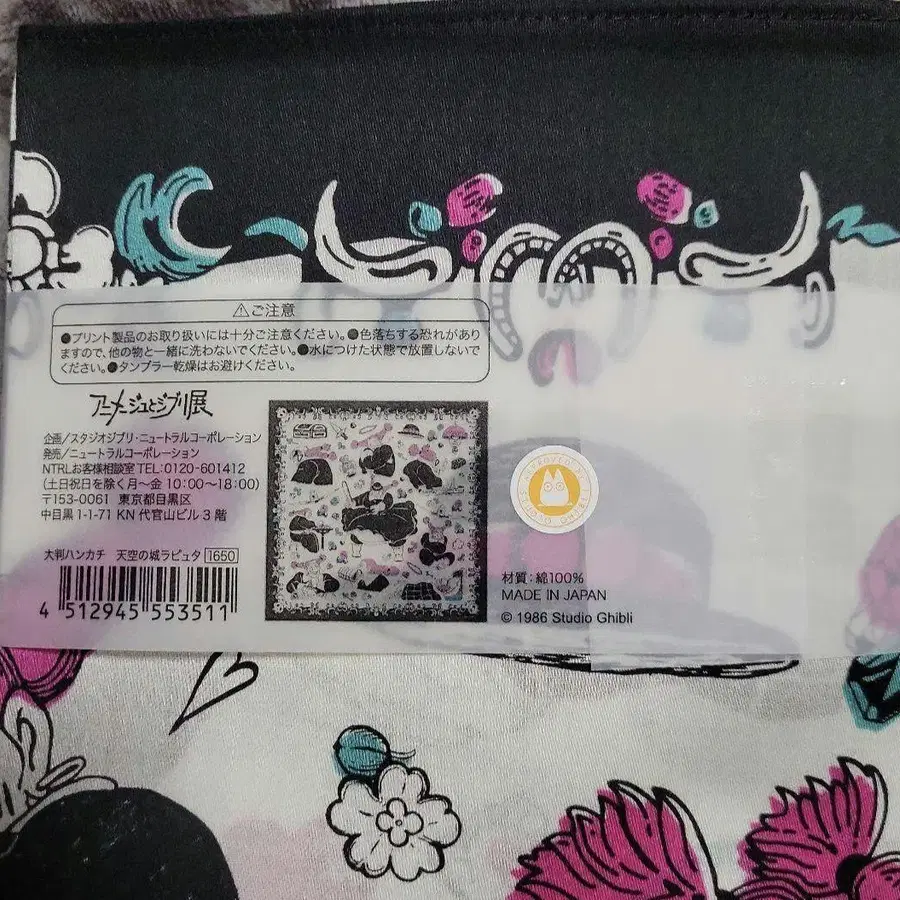 ⚠ご注意
●プリント製品のお取り扱いには十分ご注意ください。●色落ちする恐れがあり
ますので、他の物と一緒に洗わないでください。●水につけた状態で放置しないで
ください。●タンブラー乾燥はお避けください。
アニメージュとジブリ展
企画/スタジオジブリ・ニュートラルコーポレーション
発売/ニュートラルコーポレーション
NTRLお客様相談室 TEL:0120-601412
(土日祝日を除く月〜金 10:00〜18:00)
〒153-0061 東京都目黒区
中目黒1-1-71 KN 代官山ビル 3 階
大判ハンカチ 天空の城ラピュタ 1650
4 512945 553511
材質:綿100%
MADE IN JAPAN
© 1986 Studio Ghibli